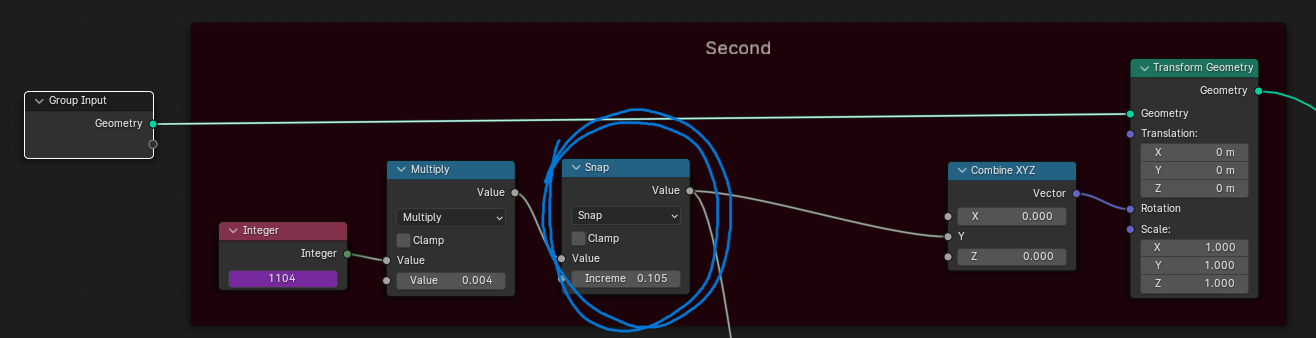 Second
Group Input
Geometry
Integer
Integer
1104
Multiply
Value
Multiply
Clamp
Value
Value 0.004
Snap
Value
Snap
Clamp
Value
Increme 0.105
Combine XYZ
Vector
X 0.000
Y
Z 0.000
Transform Geometry
Geometry
Geometry
Translation:
X 0 m
Y 0 m
Z 0 m
Rotation
Scale:
X 1.000
Y 1.000
Z 1.000